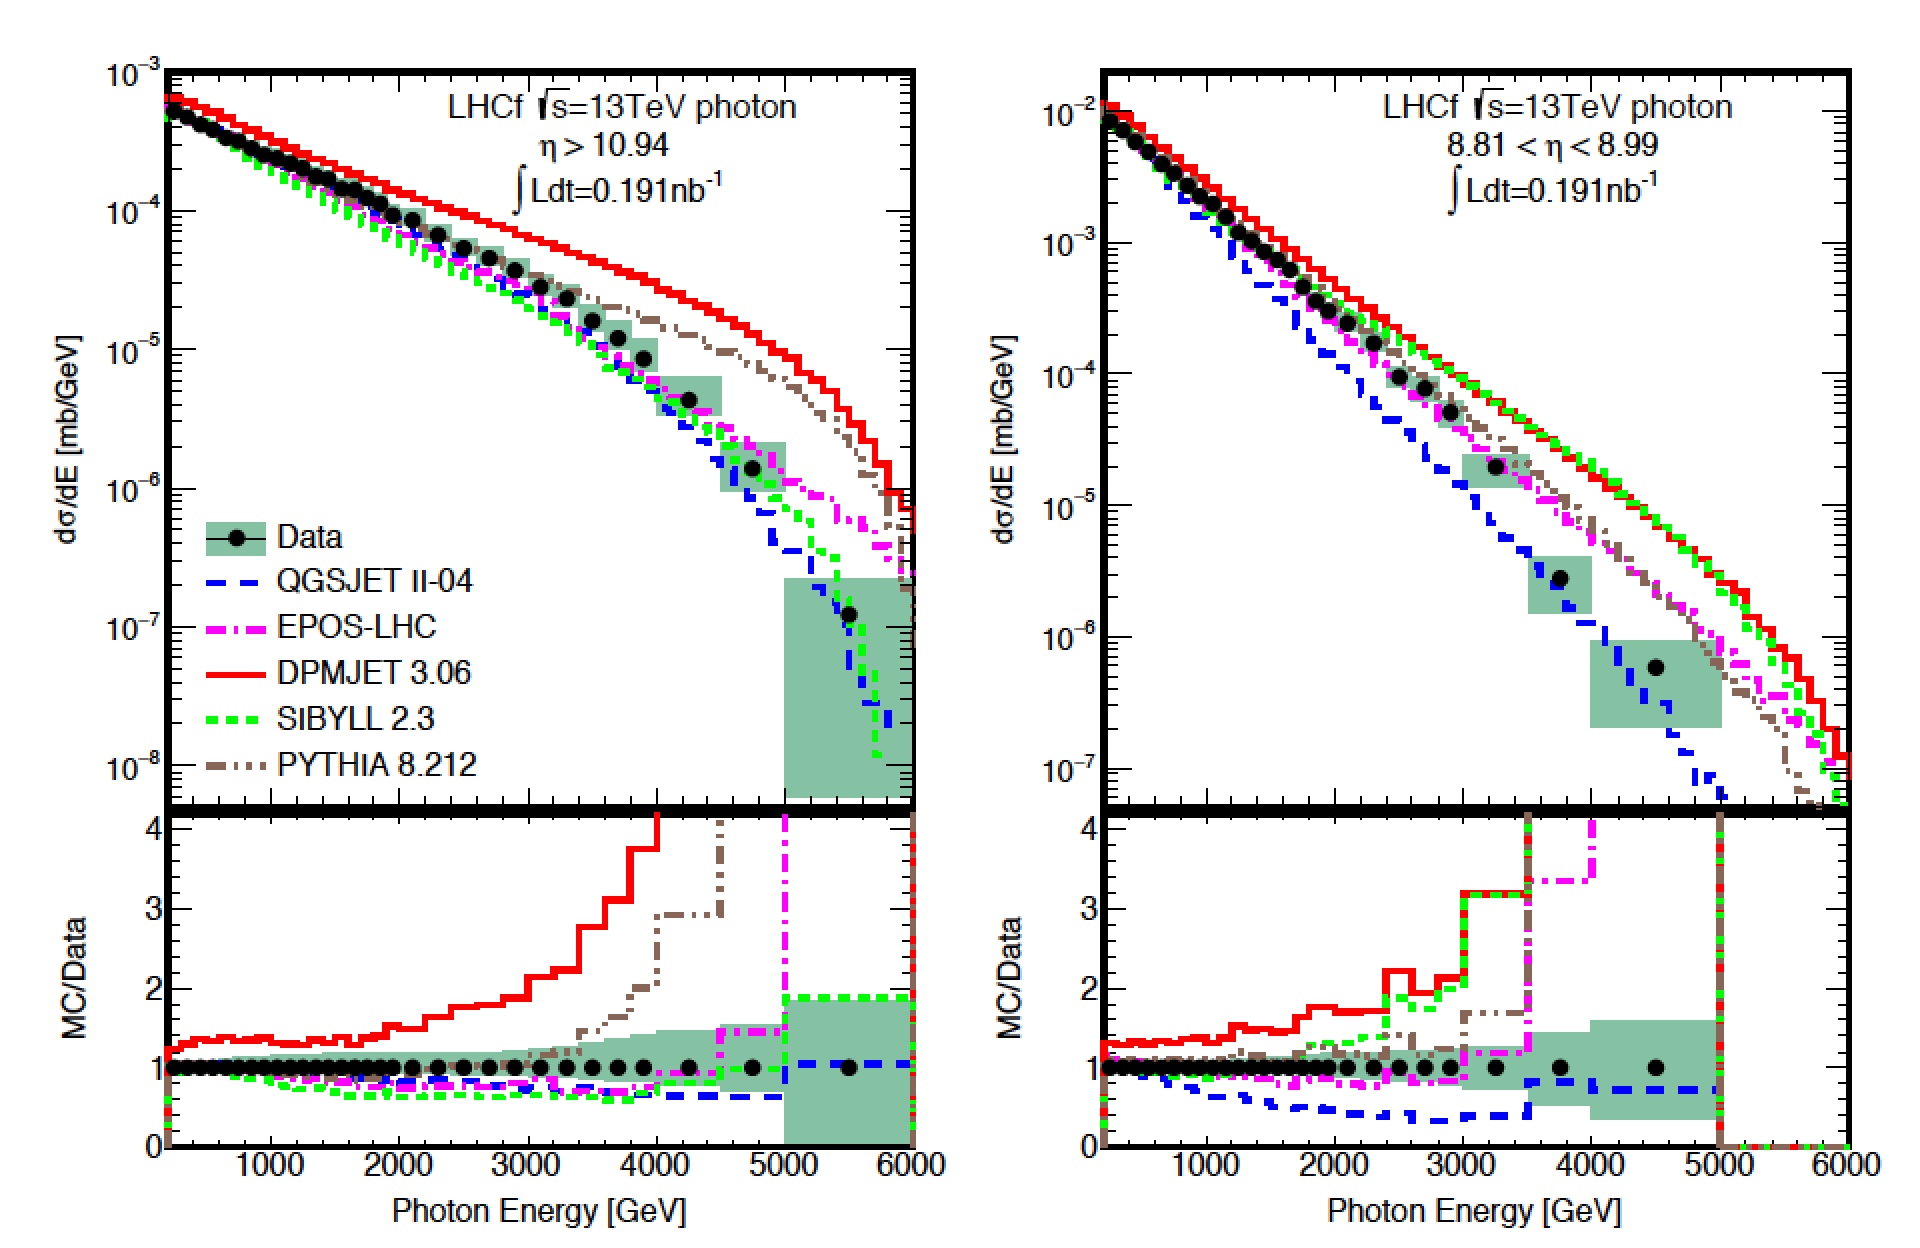 10⁻³
10⁻⁴
10⁻⁵
10⁻⁶
10⁻⁷
10⁻⁸
dσ/dE [mb/GeV]
LHCf √s=13TeV photon
η > 10.94
∫Ldt=0.191nb⁻¹
Data
QGSJET II-04
EPOS-LHC
DPMJET 3.06
SIBYLL 2.3
PYTHIA 8.212
4
3
2
1
0
MC/Data
1000 2000 3000 4000 5000 6000
Photon Energy [GeV]
10⁻²
10⁻³
10⁻⁴
10⁻⁵
10⁻⁶
10⁻⁷
dσ/dE [mb/GeV]
LHCf √s=13TeV photon
8.81 < η < 8.99
∫Ldt=0.191nb⁻¹
4
3
2
1
0
MC/Data
1000 2000 3000 4000 5000 6000
Photon Energy [GeV]